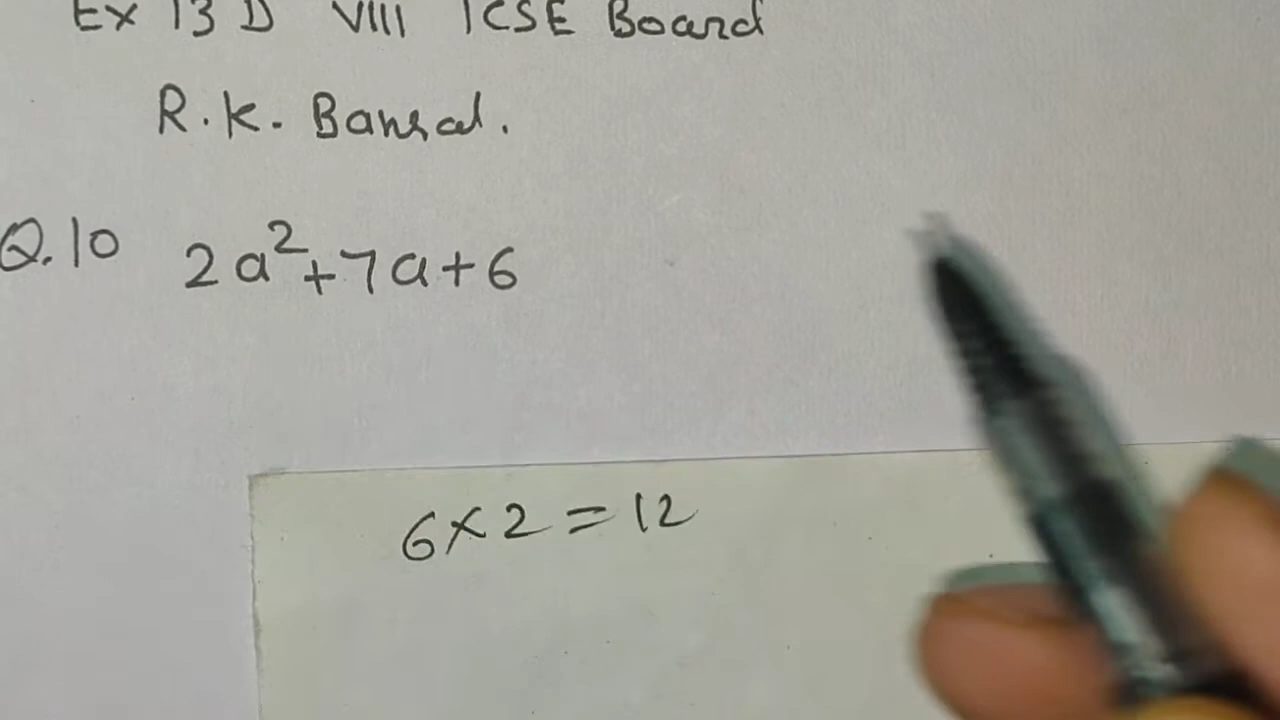 Ex 13 D VIII ICSE Board
R.K. Bansal.
Q.10 2a²+7a+6
6×2=12